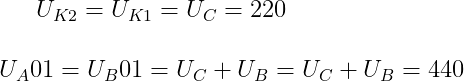 U_{K2} = U_{K1} = U_C = 220
U_A01 = U_B01 = U_C + U_B = U_C + U_B = 440